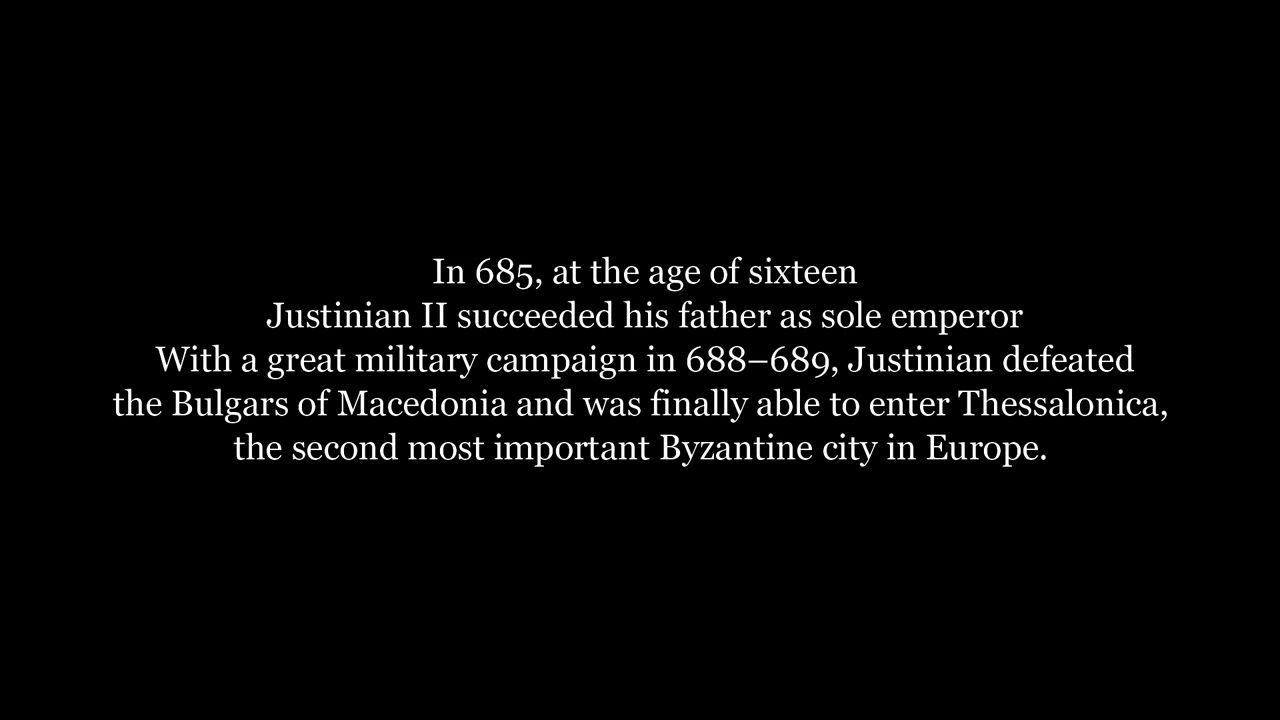 In 685, at the age of sixteen
Justinian II succeeded his father as sole emperor
With a great military campaign in 688–689, Justinian defeated
the Bulgars of Macedonia and was finally able to enter Thessalonica,
the second most important Byzantine city in Europe.